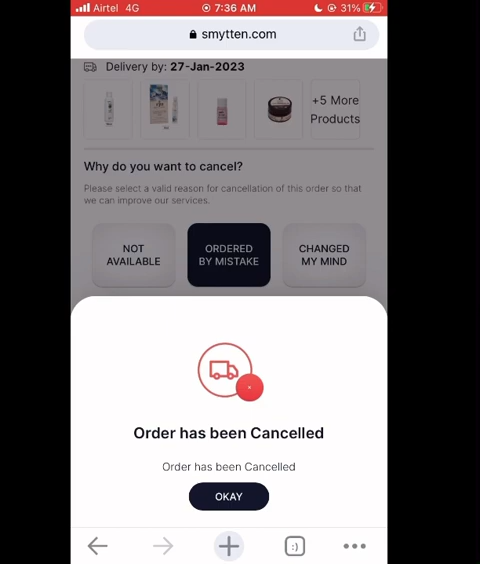 Airtel 4G 7:36 AM 31%
smytten.com
Delivery by: 27-Jan-2023
+5 More
Products
Why do you want to cancel?
Please select a valid reason for cancellation of this order so that
we can improve our services.
NOT
AVAILABLE
ORDERED
BY MISTAKE
CHANGED
MY MIND
Order has been Cancelled
Order has been Cancelled
OKAY
:)